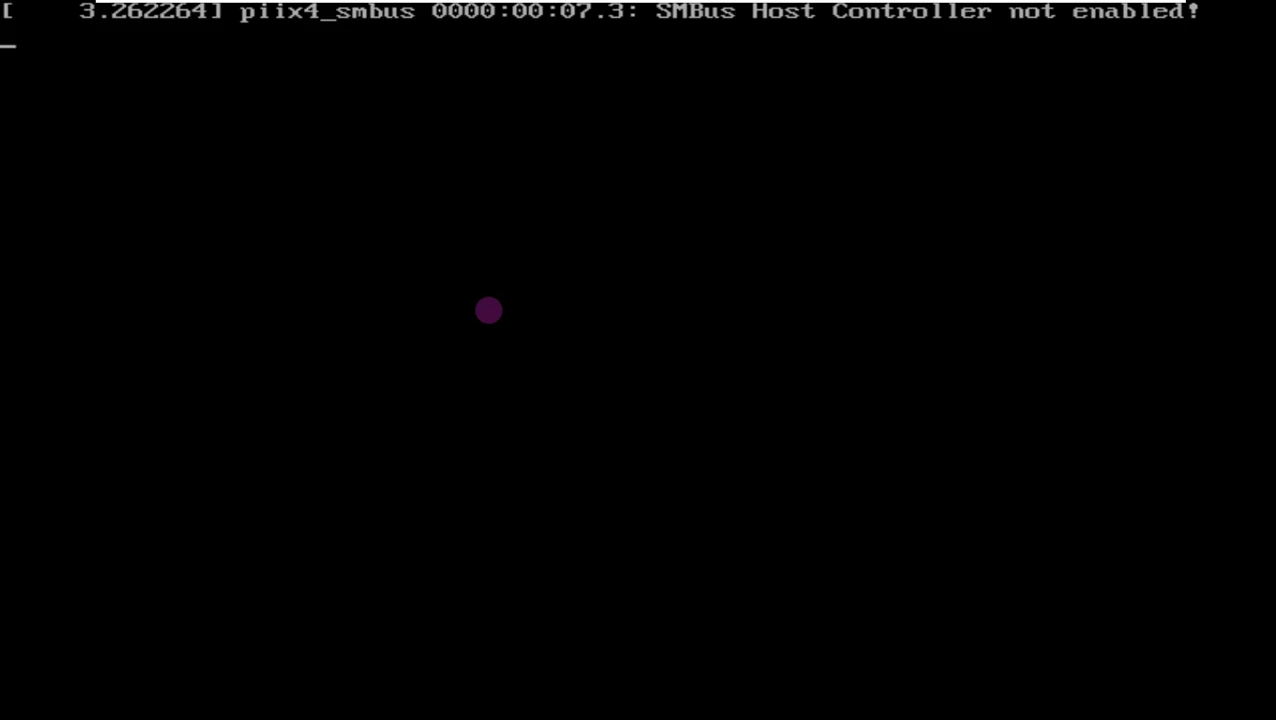 [    3.262264] piix4_smbus 0000:00:07.3: SMBus Host Controller not enabled!